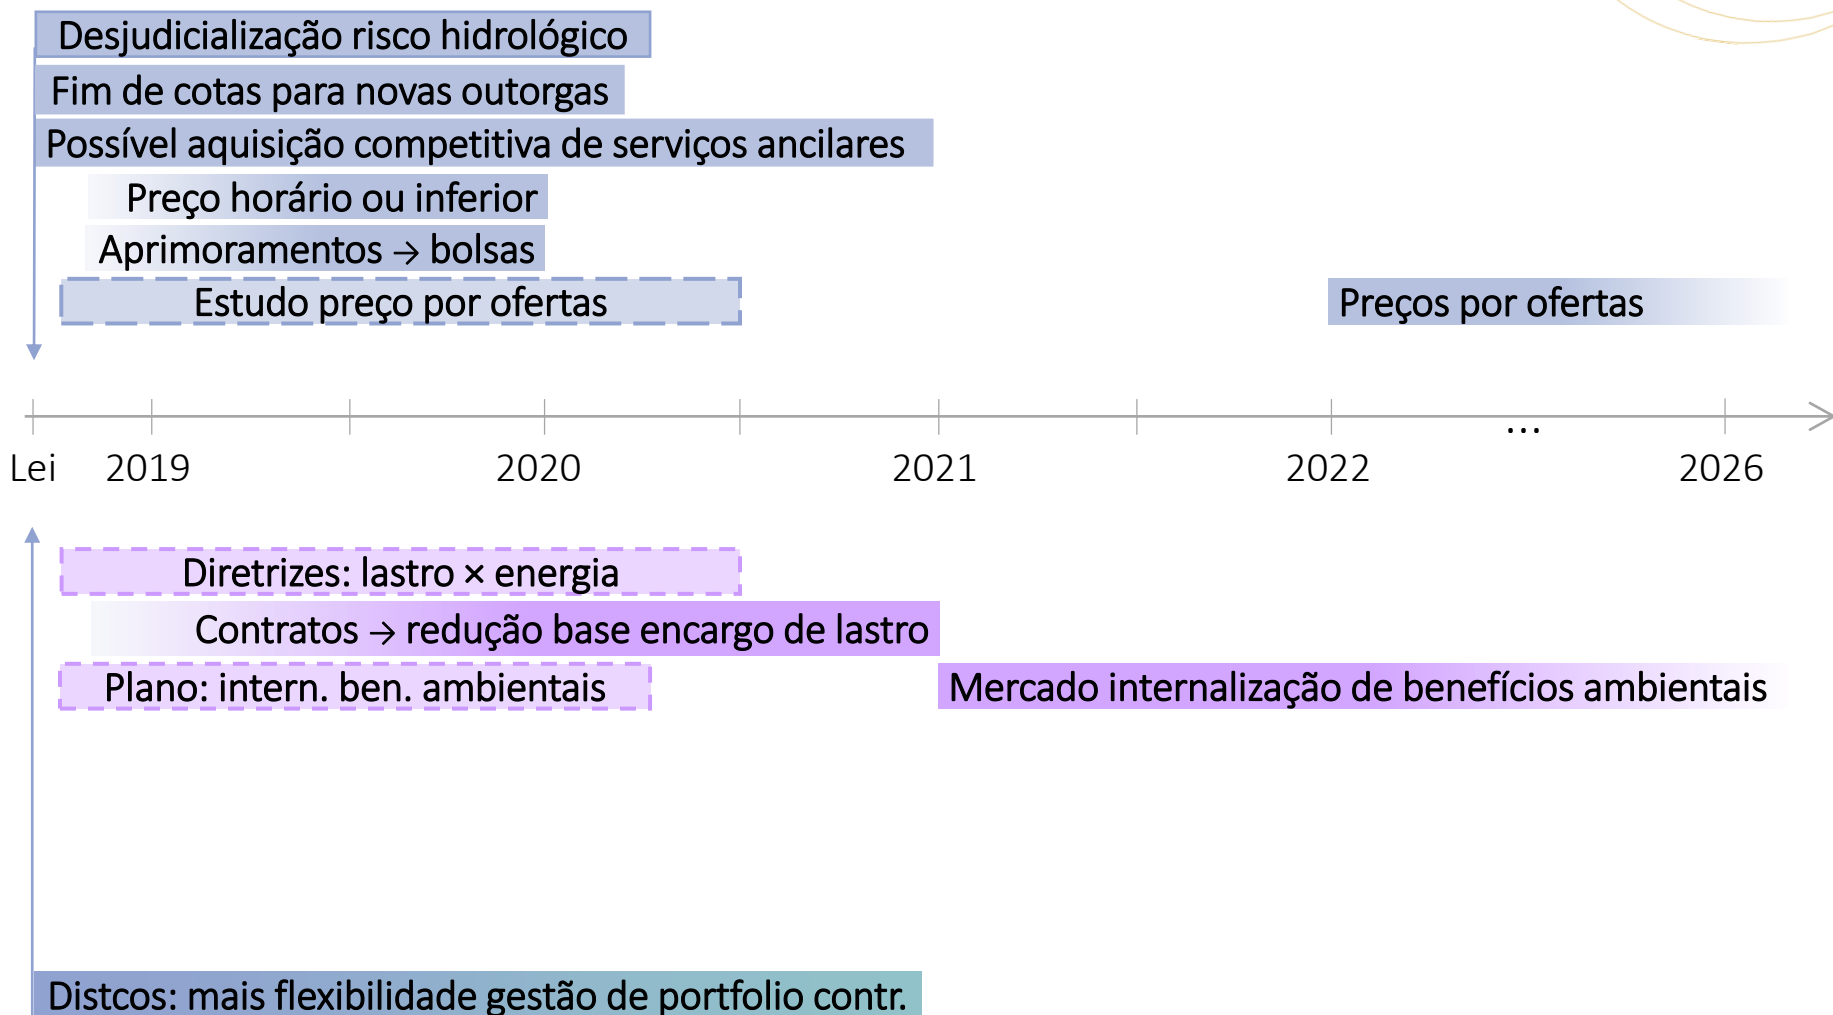 Desjudicialização risco hidrológico
Fim de cotas para novas outorgas
Possível aquisição competitiva de serviços ancilares
Preço horário ou inferior
Aprimoramentos → bolsas
Estudo preço por ofertas
Preços por ofertas
...
Lei 2019 2020 2021 2022 2026
Diretrizes: lastro × energia
Contratos → redução base encargo de lastro
Plano: intern. ben. ambientais
Mercado internalização de benefícios ambientais
Distcos: mais flexibilidade gestão de portfolio contr.